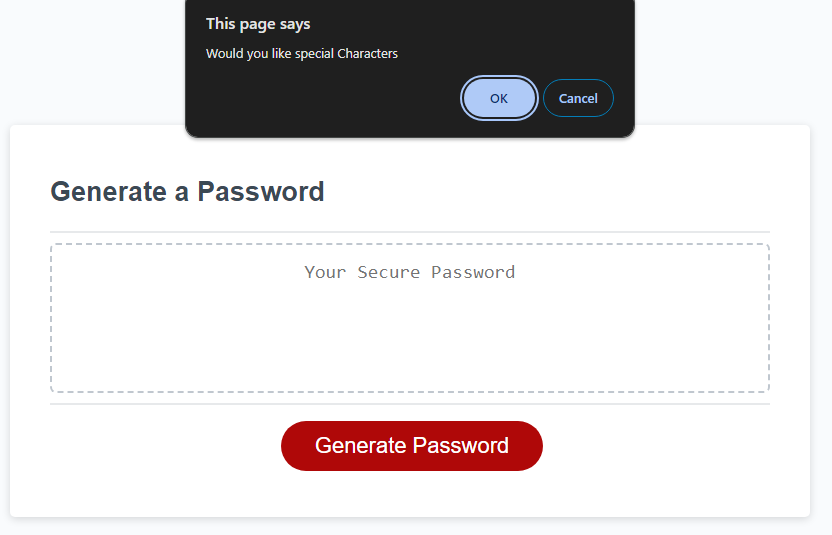 This page says
Would you like special Characters
OK
Cancel
Generate a Password
Your Secure Password
Generate Password